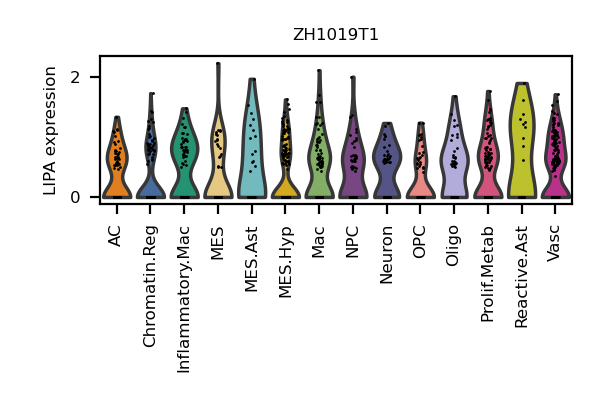 ZH1019T1
LIPA expression
2
0
AC
Chromatin.Reg
Inflammatory.Mac
MES
MES.Ast
MES.Hyp
Mac
NPC
Neuron
OPC
Oligo
Prolif.Metab
Reactive.Ast
Vasc